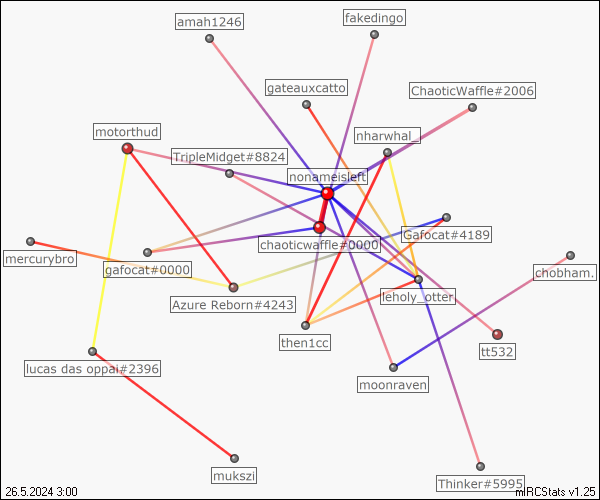 fakedingo
amah1246
gateauxcatto
ChaoticWaffle#2006
motorthud
nharwhal_
TripleMidget#8824
nonameisleft
Gafocat#4189
chaoticwaffle#0000
mercurybro
gafocat#0000
chobham.
leholy_otter
Azure Reborn#4243
then1cc
tt532
lucas das oppai#2396
moonraven
mukszi
Thinker#5995
26.5.2024 3:00
mIRCStats v1.25